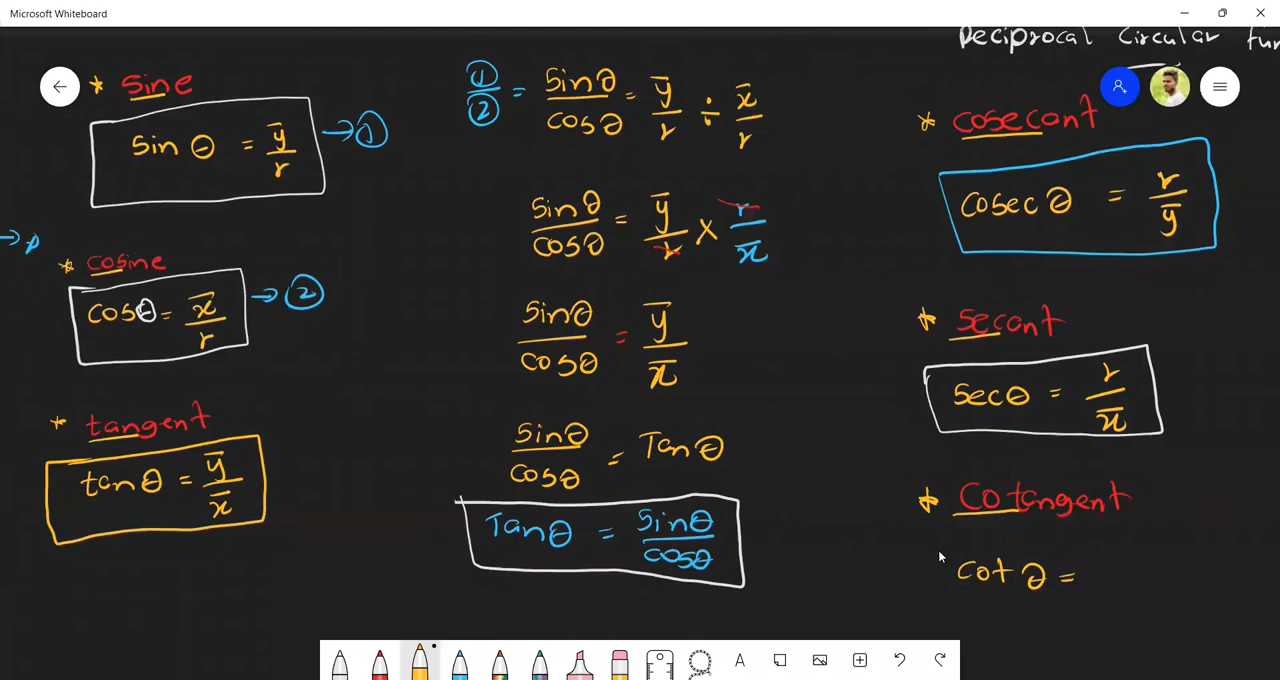 Microsoft Whiteboard
Reciprocal Circular fun
* sine
sin θ = ȳ/r → ①
→ p
* cosine
cosθ = x̄/r → ②
* tangent
tanθ = ȳ/x̄
①/② = sinθ/cosθ = ȳ/r ÷ x̄/r
sinθ/cosθ = ȳ/r × r/x̄
sinθ/cosθ = ȳ/x̄
sinθ/cosθ = Tanθ
Tanθ = sinθ/cosθ
* cosecant
cosec θ = r/ȳ
* secant
secθ = r/x̄
* Cotangent
cot θ =
A